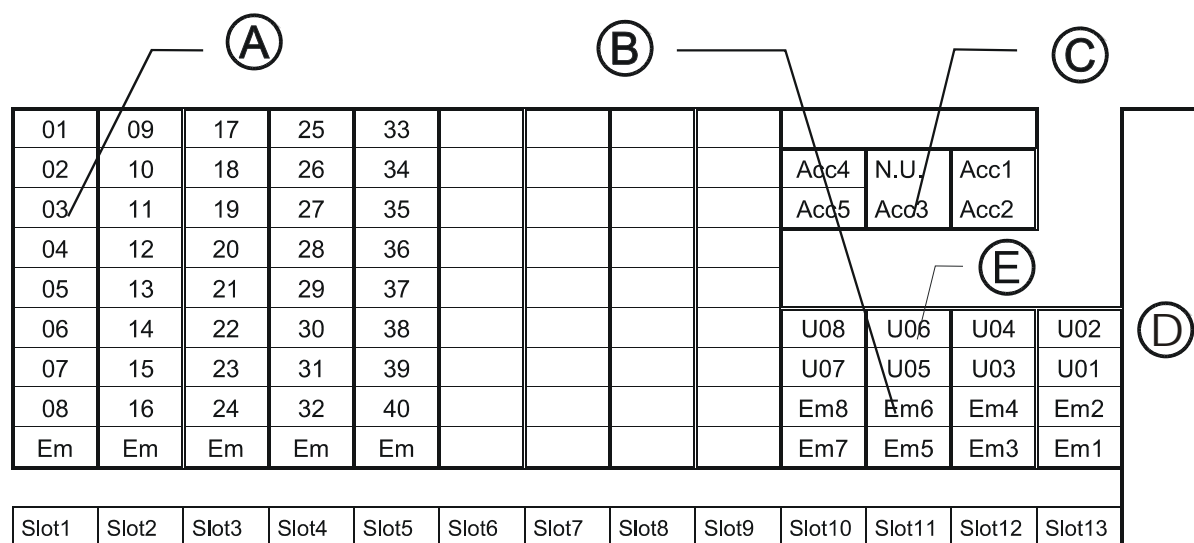 A B C
01 09 17 25 33
02 10 18 26 34 Acc4 N.U. Acc1
03 11 19 27 35 Acc5 Acc3 Acc2
04 12 20 28 36
E
05 13 21 29 37
06 14 22 30 38 U08 U06 U04 U02
D
07 15 23 31 39 U07 U05 U03 U01
08 16 24 32 40 Em8 Em6 Em4 Em2
Em Em Em Em Em Em7 Em5 Em3 Em1
Slot1 Slot2 Slot3 Slot4 Slot5 Slot6 Slot7 Slot8 Slot9 Slot10 Slot11 Slot12 Slot13